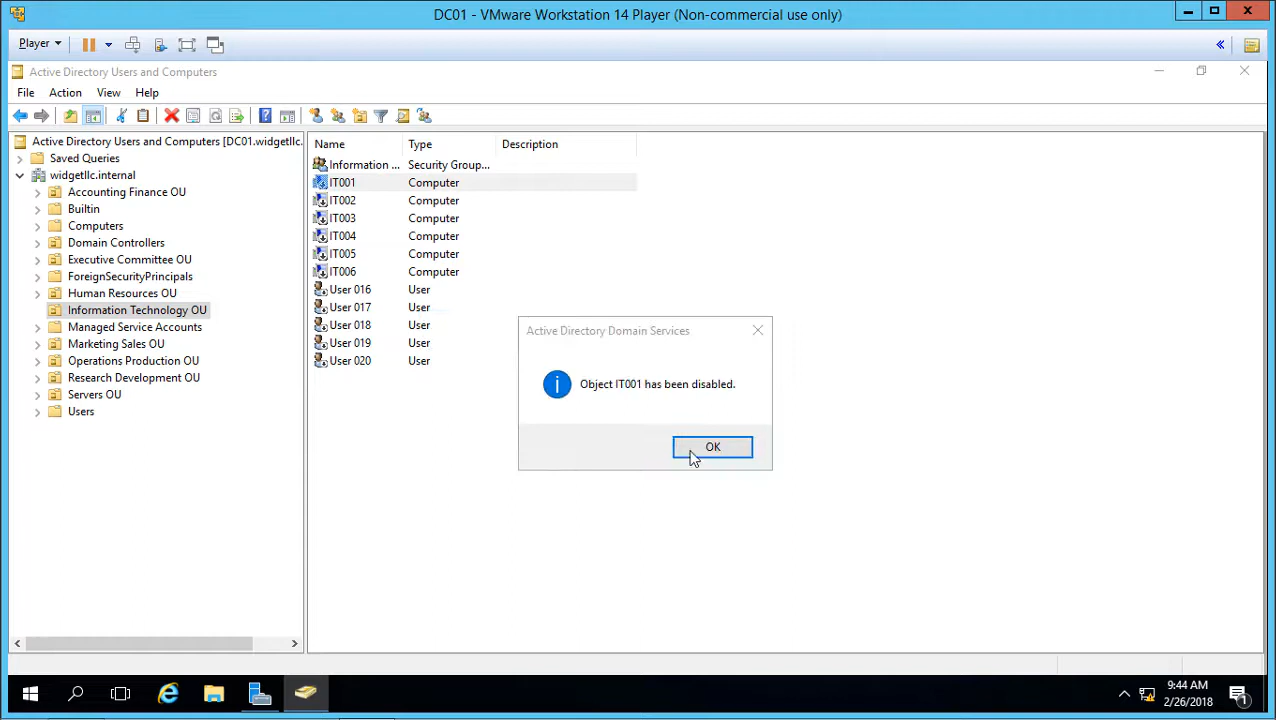 DC01 - VMware Workstation 14 Player (Non-commercial use only)
Player
Active Directory Users and Computers
File Action View Help
Active Directory Users and Computers [DC01.widgetllc.
Saved Queries
widgetllc.internal
Accounting Finance OU
Builtin
Computers
Domain Controllers
Executive Committee OU
ForeignSecurityPrincipals
Human Resources OU
Information Technology OU
Managed Service Accounts
Marketing Sales OU
Operations Production OU
Research Development OU
Servers OU
Users
Name Type Description
Information ... Security Group...
IT001 Computer
IT002 Computer
IT003 Computer
IT004 Computer
IT005 Computer
IT006 Computer
User 016 User
User 017 User
User 018 User
User 019 User
User 020 User
Active Directory Domain Services
Object IT001 has been disabled.
OK
9:44 AM
2/26/2018
1